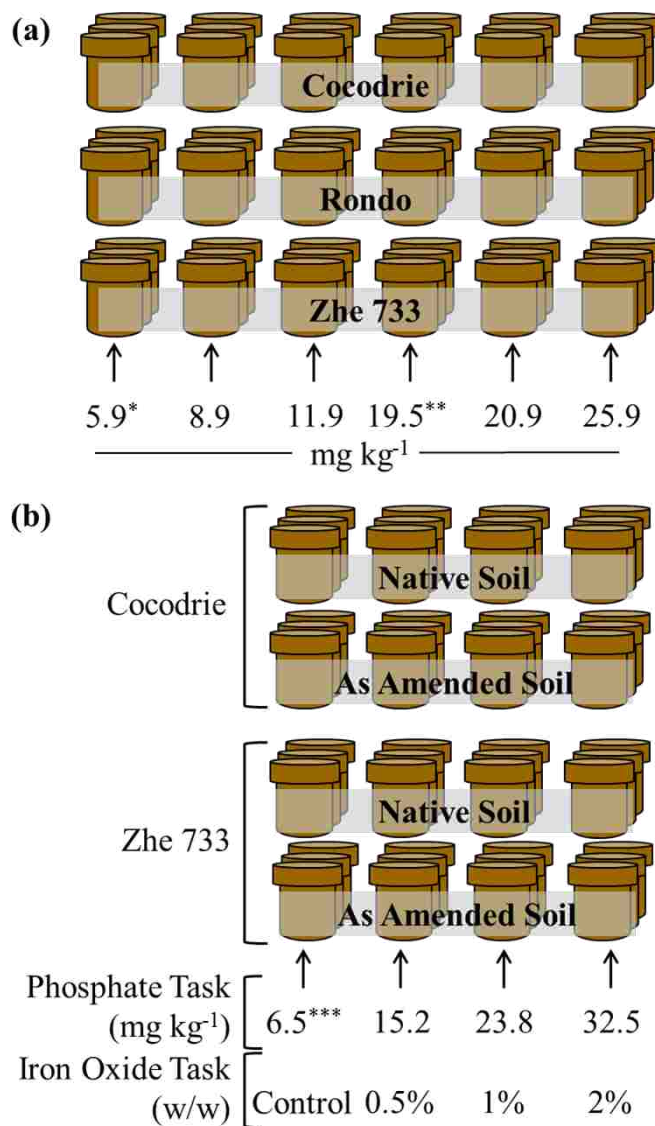 (a)
Cocodrie
Rondo
Zhe 733
5.9* 8.9 11.9 19.5** 20.9 25.9
mg kg⁻¹
(b)
Cocodrie
Native Soil
As Amended Soil
Zhe 733
Native Soil
As Amended Soil
Phosphate Task
(mg kg⁻¹) 6.5*** 15.2 23.8 32.5
Iron Oxide Task
(w/w) Control 0.5% 1% 2%